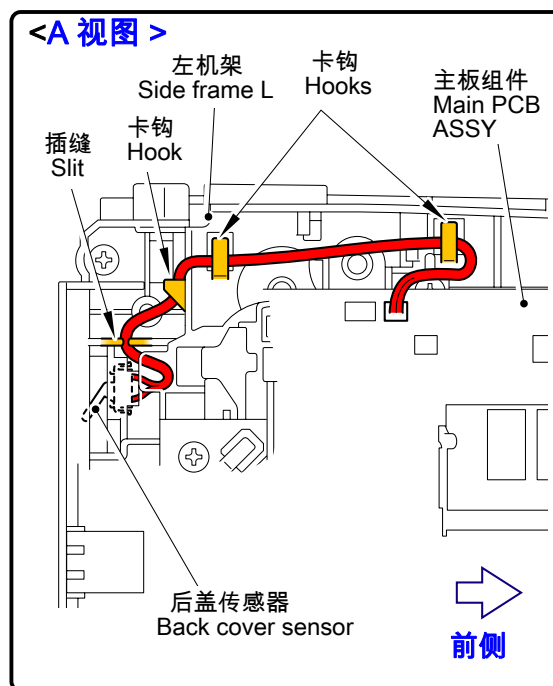 <A 视图 >
左机架
Side frame L
卡钩
Hooks
主板组件
Main PCB
ASSY
卡钩
Hook
插缝
Slit
后盖传感器
Back cover sensor
前侧